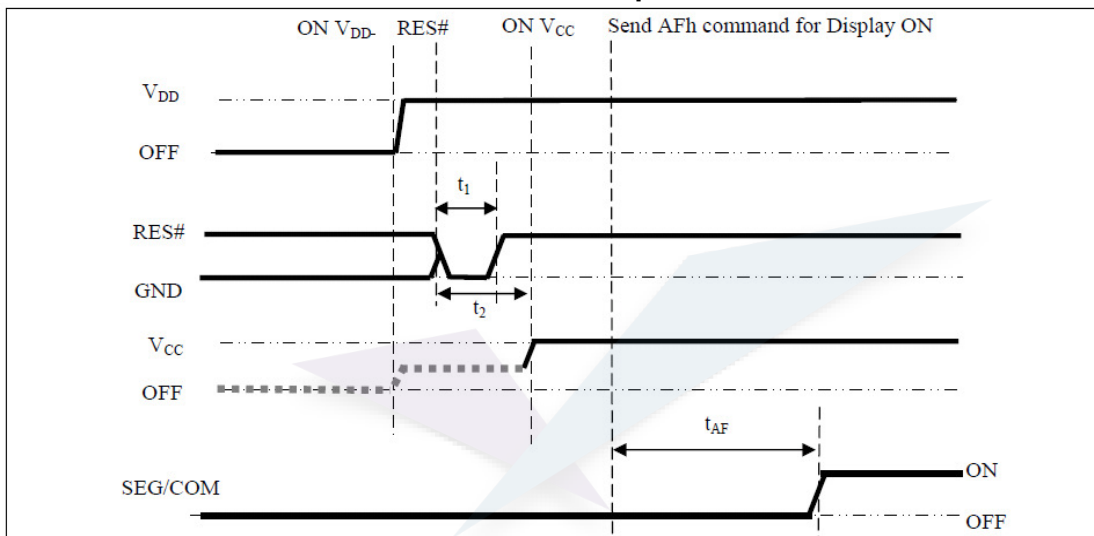 ON VDD- RES# ON VCC Send AFh command for Display ON
VDD
OFF
t1
RES#
GND
t2
VCC
OFF
tAF
ON
SEG/COM
OFF